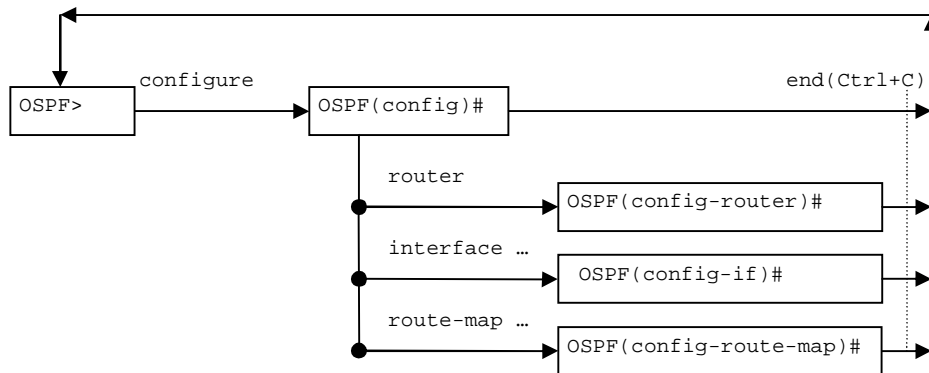 configure
end(Ctrl+C)
OSPF>
OSPF(config)#
router
OSPF(config-router)#
interface …
OSPF(config-if)#
route-map …
OSPF(config-route-map)#